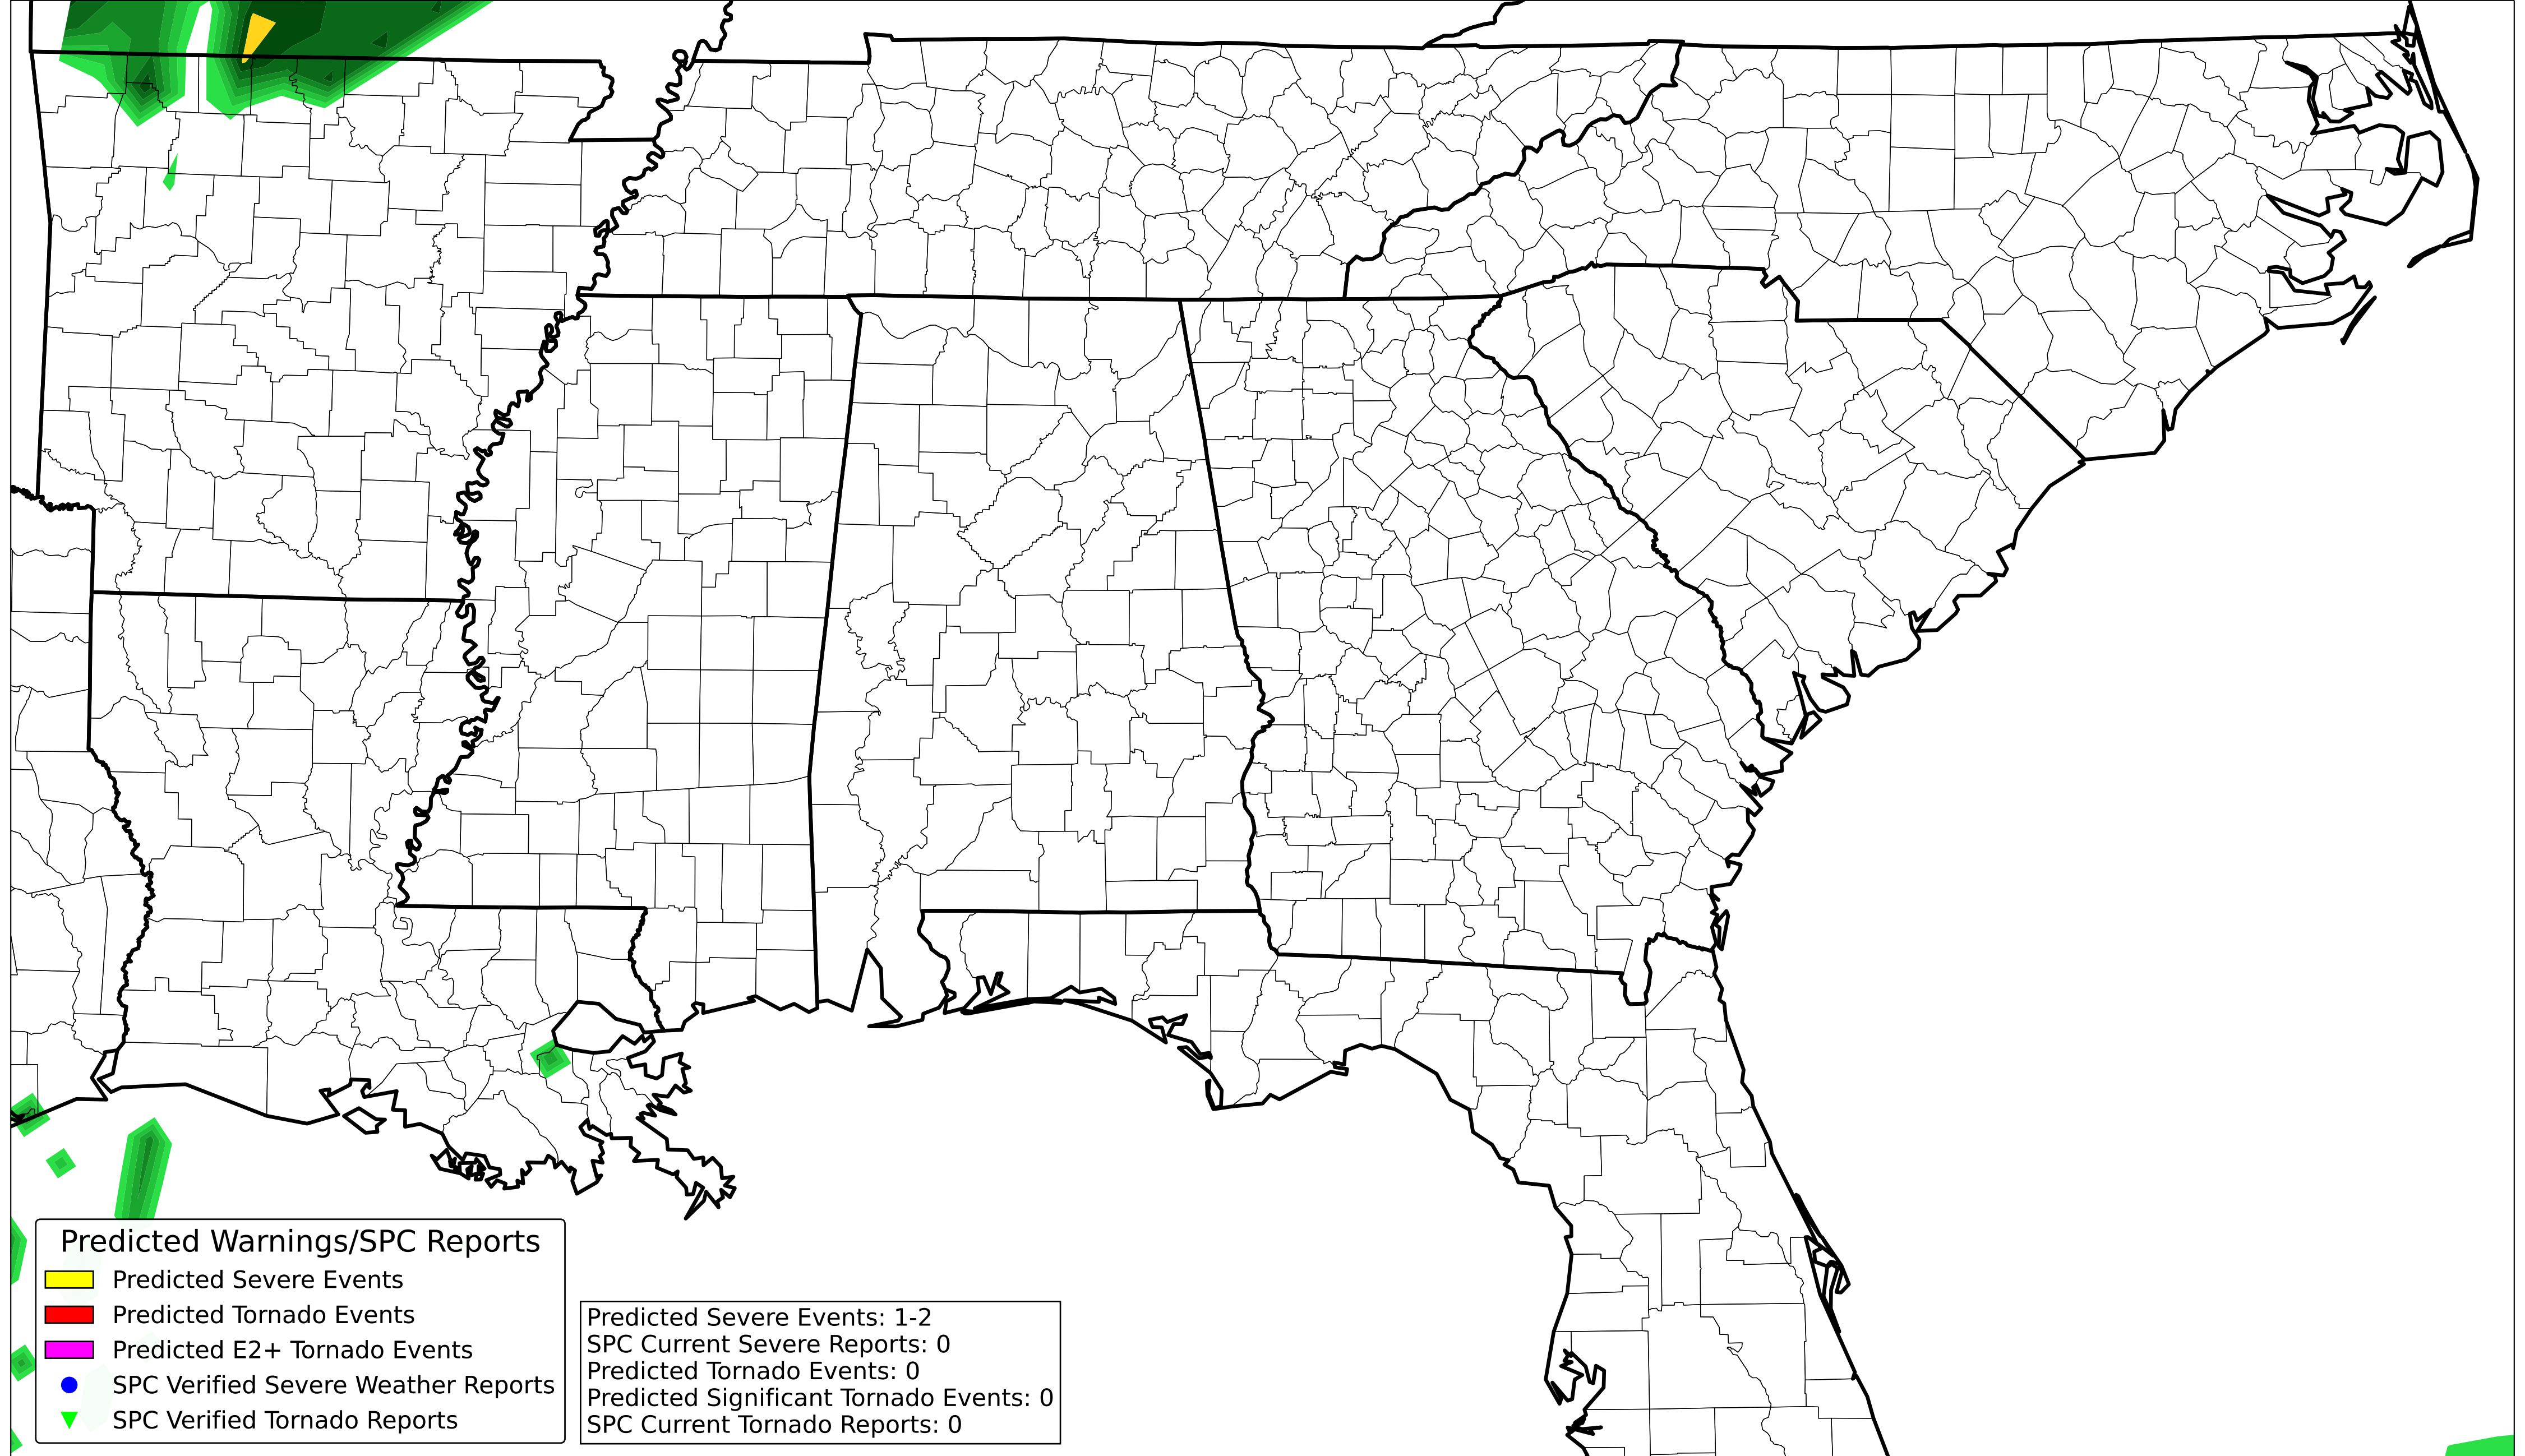 Predicted Warnings/SPC Reports
Predicted Severe Events
Predicted Tornado Events
Predicted E2+ Tornado Events
SPC Verified Severe Weather Reports
SPC Verified Tornado Reports
Predicted Severe Events: 1-2
SPC Current Severe Reports: 0
Predicted Tornado Events: 0
Predicted Significant Tornado Events: 0
SPC Current Tornado Reports: 0